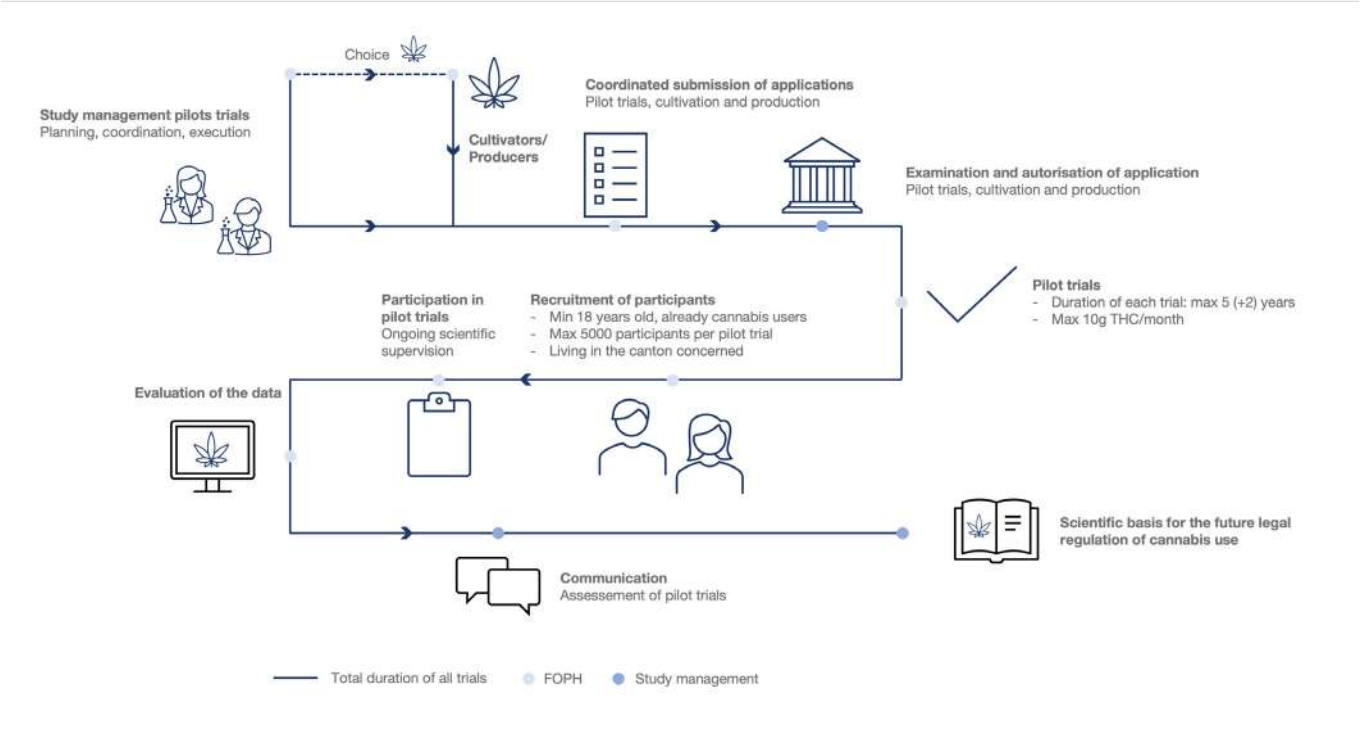 Choice
Study management pilots trials
Planning, coordination, execution
Cultivators/
Producers
Coordinated submission of applications
Pilot trials, cultivation and production
Examination and autorisation of application
Pilot trials, cultivation and production
Pilot trials
- Duration of each trial: max 5 (+2) years
- Max 10g THC/month
Recruitment of participants
- Min 18 years old, already cannabis users
- Max 5000 participants per pilot trial
- Living in the canton concerned
Participation in
pilot trials
Ongoing scientific
supervision
Evaluation of the data
Communication
Assessment of pilot trials
Scientific basis for the future legal
regulation of cannabis use
Total duration of all trials
FOPH
Study management